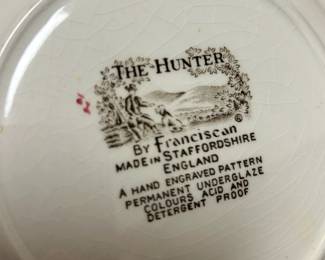 THE HUNTER
©
BY Franciscan
MADE IN STAFFORDSHIRE
ENGLAND
A HAND ENGRAVED PATTERN
PERMANENT UNDERGLAZE
COLOURS ACID AND
DETERGENT PROOF